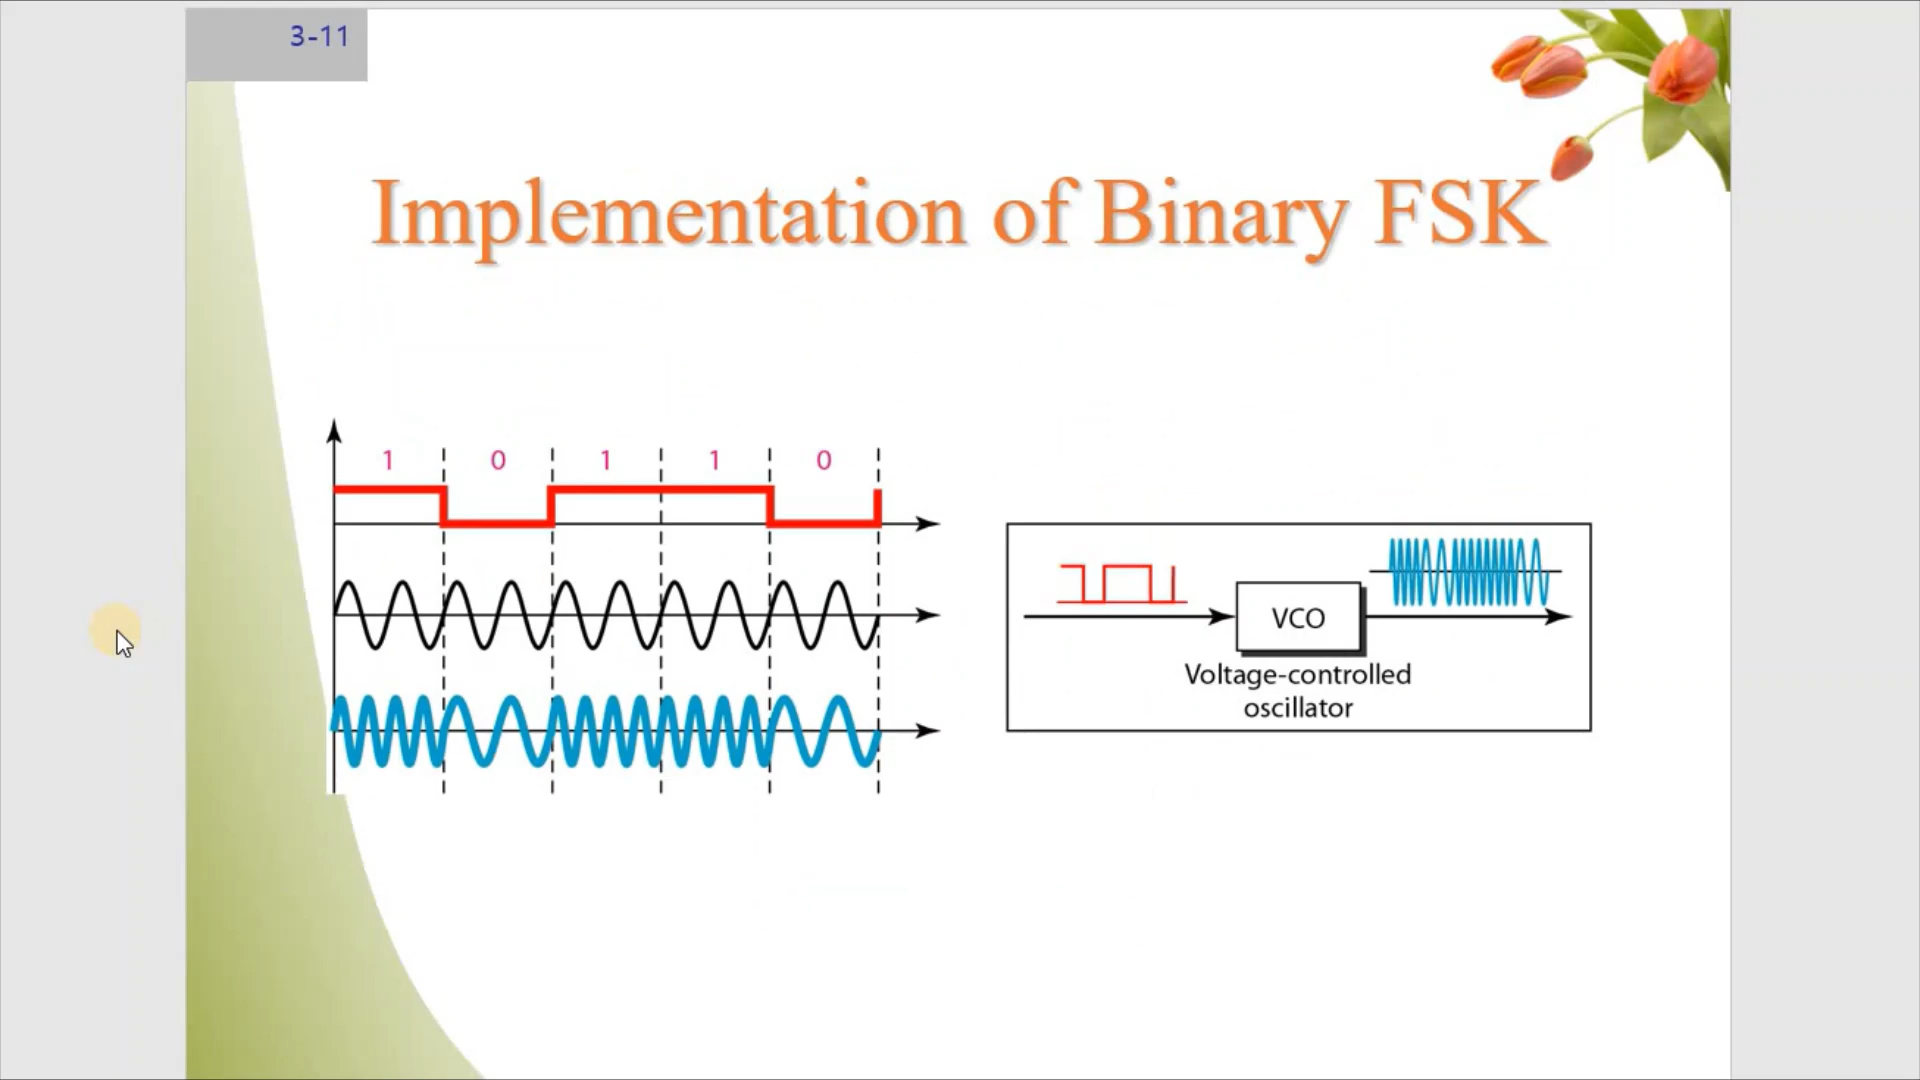 3-11
Implementation of Binary FSK
1 0 1 1 0
VCO
Voltage-controlled
oscillator